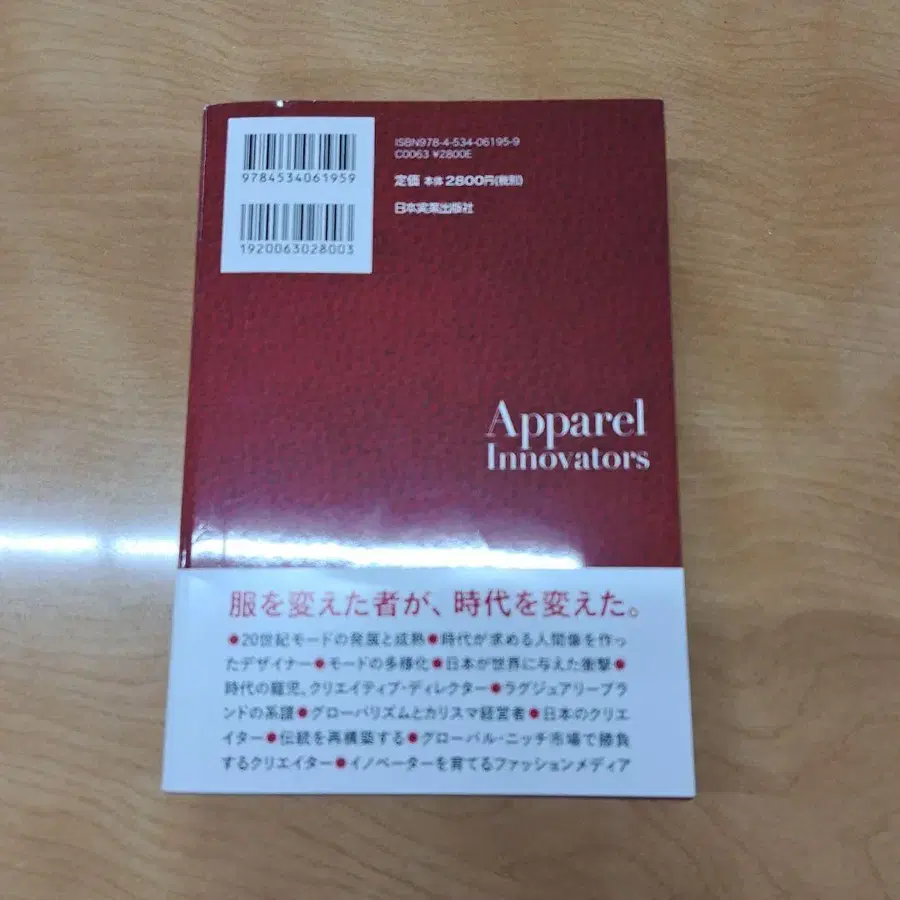 9784534061959
1920063028003
ISBN978-4-534-06195-9
C0063 ¥2800E
定価 本体2800円(税別)
日本実業出版社
Apparel
Innovators
服を変えた者が、時代を変えた。
●20世紀モードの発展と成熟●時代が求める人間像を作っ
たデザイナー●モードの多様化●日本が世界に与えた衝撃●
時代の寵児、クリエイティブ・ディレクター●ラグジュアリーブラ
ンドの系譜●グローバリズムとカリスマ経営者●日本のクリエ
イター●伝統を再構築する●グローバル・ニッチ市場で勝負
するクリエイター●イノベーターを育てるファッションメディア